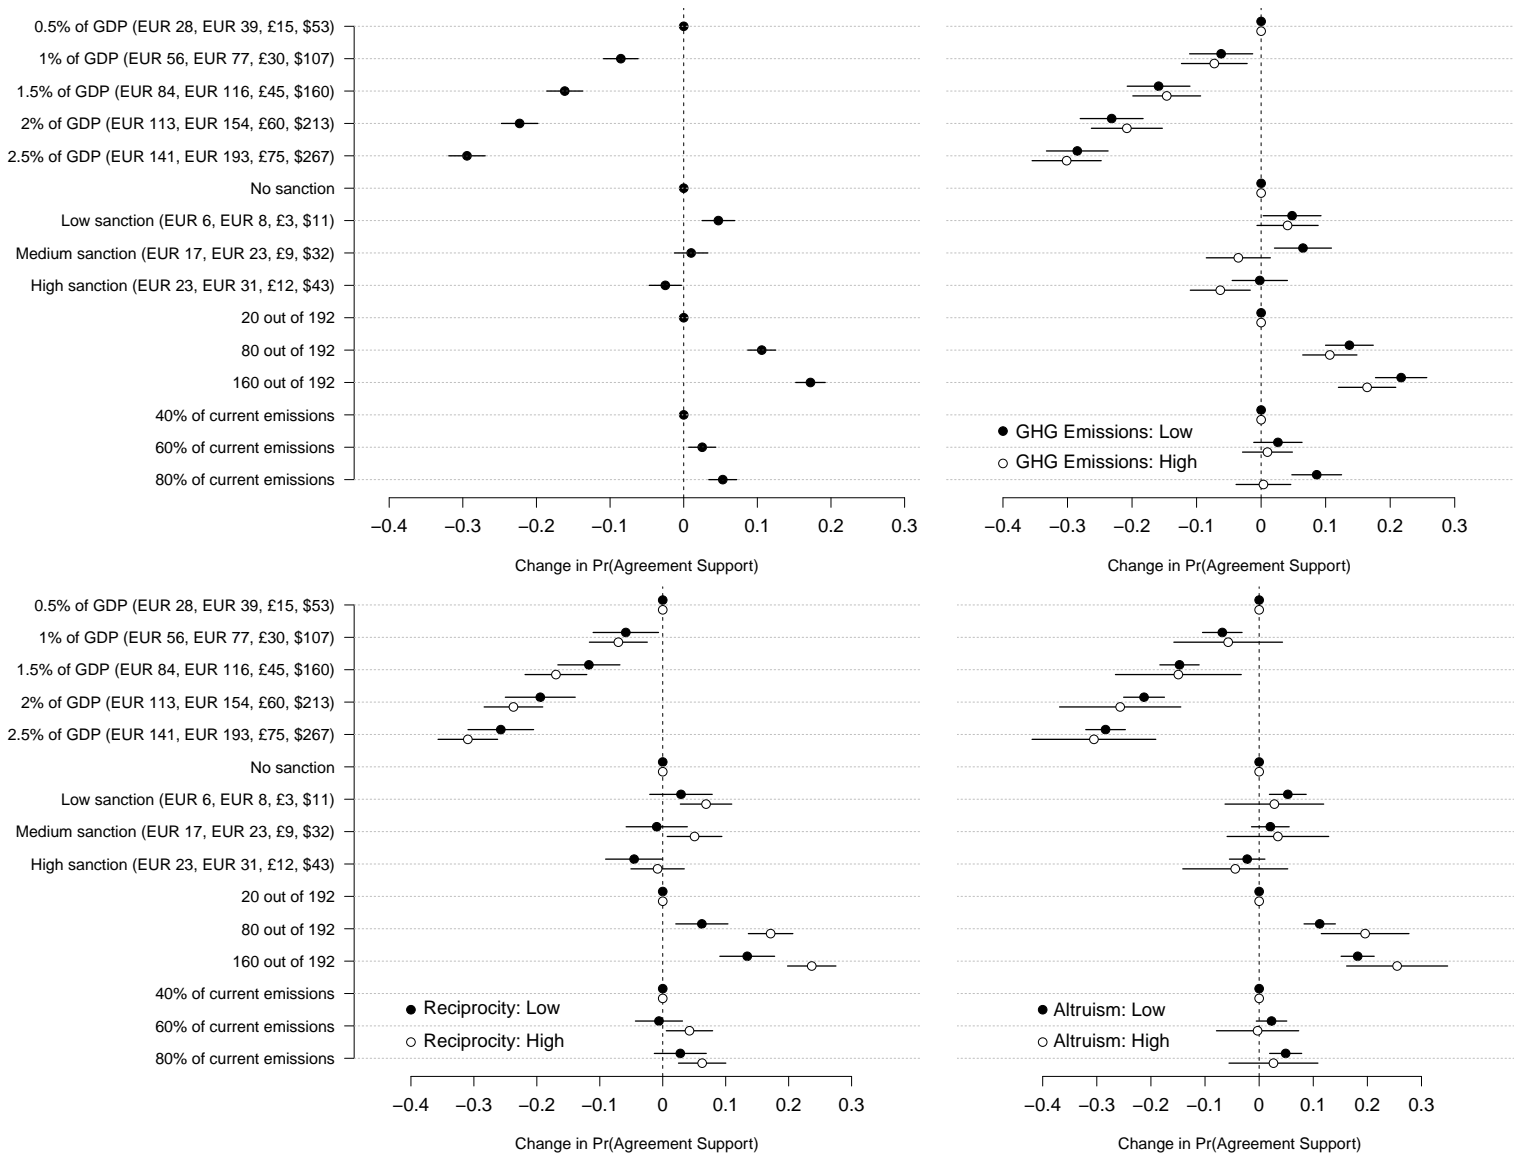 0.5% of GDP (EUR 28, EUR 39, £15, $53)
1% of GDP (EUR 56, EUR 77, £30, $107)
1.5% of GDP (EUR 84, EUR 116, £45, $160)
2% of GDP (EUR 113, EUR 154, £60, $213)
2.5% of GDP (EUR 141, EUR 193, £75, $267)
No sanction
Low sanction (EUR 6, EUR 8, £3, $11)
Medium sanction (EUR 17, EUR 23, £9, $32)
High sanction (EUR 23, EUR 31, £12, $43)
20 out of 192
80 out of 192
160 out of 192
40% of current emissions
60% of current emissions
80% of current emissions
−0.4 −0.3 −0.2 −0.1 0 0.1 0.2 0.3
Change in Pr(Agreement Support)
GHG Emissions: Low
GHG Emissions: High
−0.4 −0.3 −0.2 −0.1 0 0.1 0.2 0.3
Change in Pr(Agreement Support)
0.5% of GDP (EUR 28, EUR 39, £15, $53)
1% of GDP (EUR 56, EUR 77, £30, $107)
1.5% of GDP (EUR 84, EUR 116, £45, $160)
2% of GDP (EUR 113, EUR 154, £60, $213)
2.5% of GDP (EUR 141, EUR 193, £75, $267)
No sanction
Low sanction (EUR 6, EUR 8, £3, $11)
Medium sanction (EUR 17, EUR 23, £9, $32)
High sanction (EUR 23, EUR 31, £12, $43)
20 out of 192
80 out of 192
160 out of 192
40% of current emissions
60% of current emissions
80% of current emissions
Reciprocity: Low
Reciprocity: High
−0.4 −0.3 −0.2 −0.1 0 0.1 0.2 0.3
Change in Pr(Agreement Support)
Altruism: Low
Altruism: High
−0.4 −0.3 −0.2 −0.1 0 0.1 0.2 0.3
Change in Pr(Agreement Support)